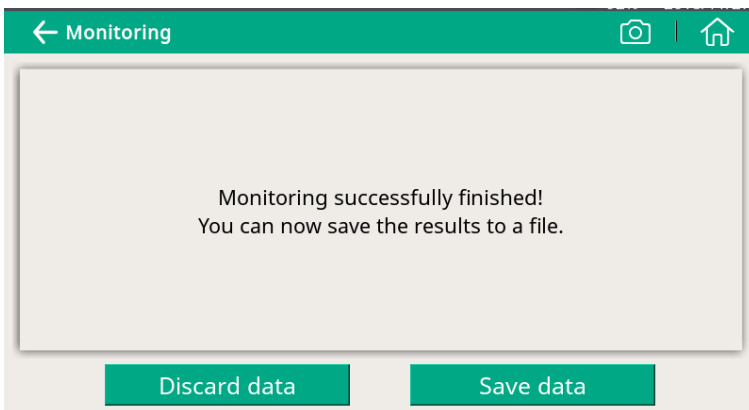 Monitoring
Monitoring successfully finished!
You can now save the results to a file.
Discard data
Save data